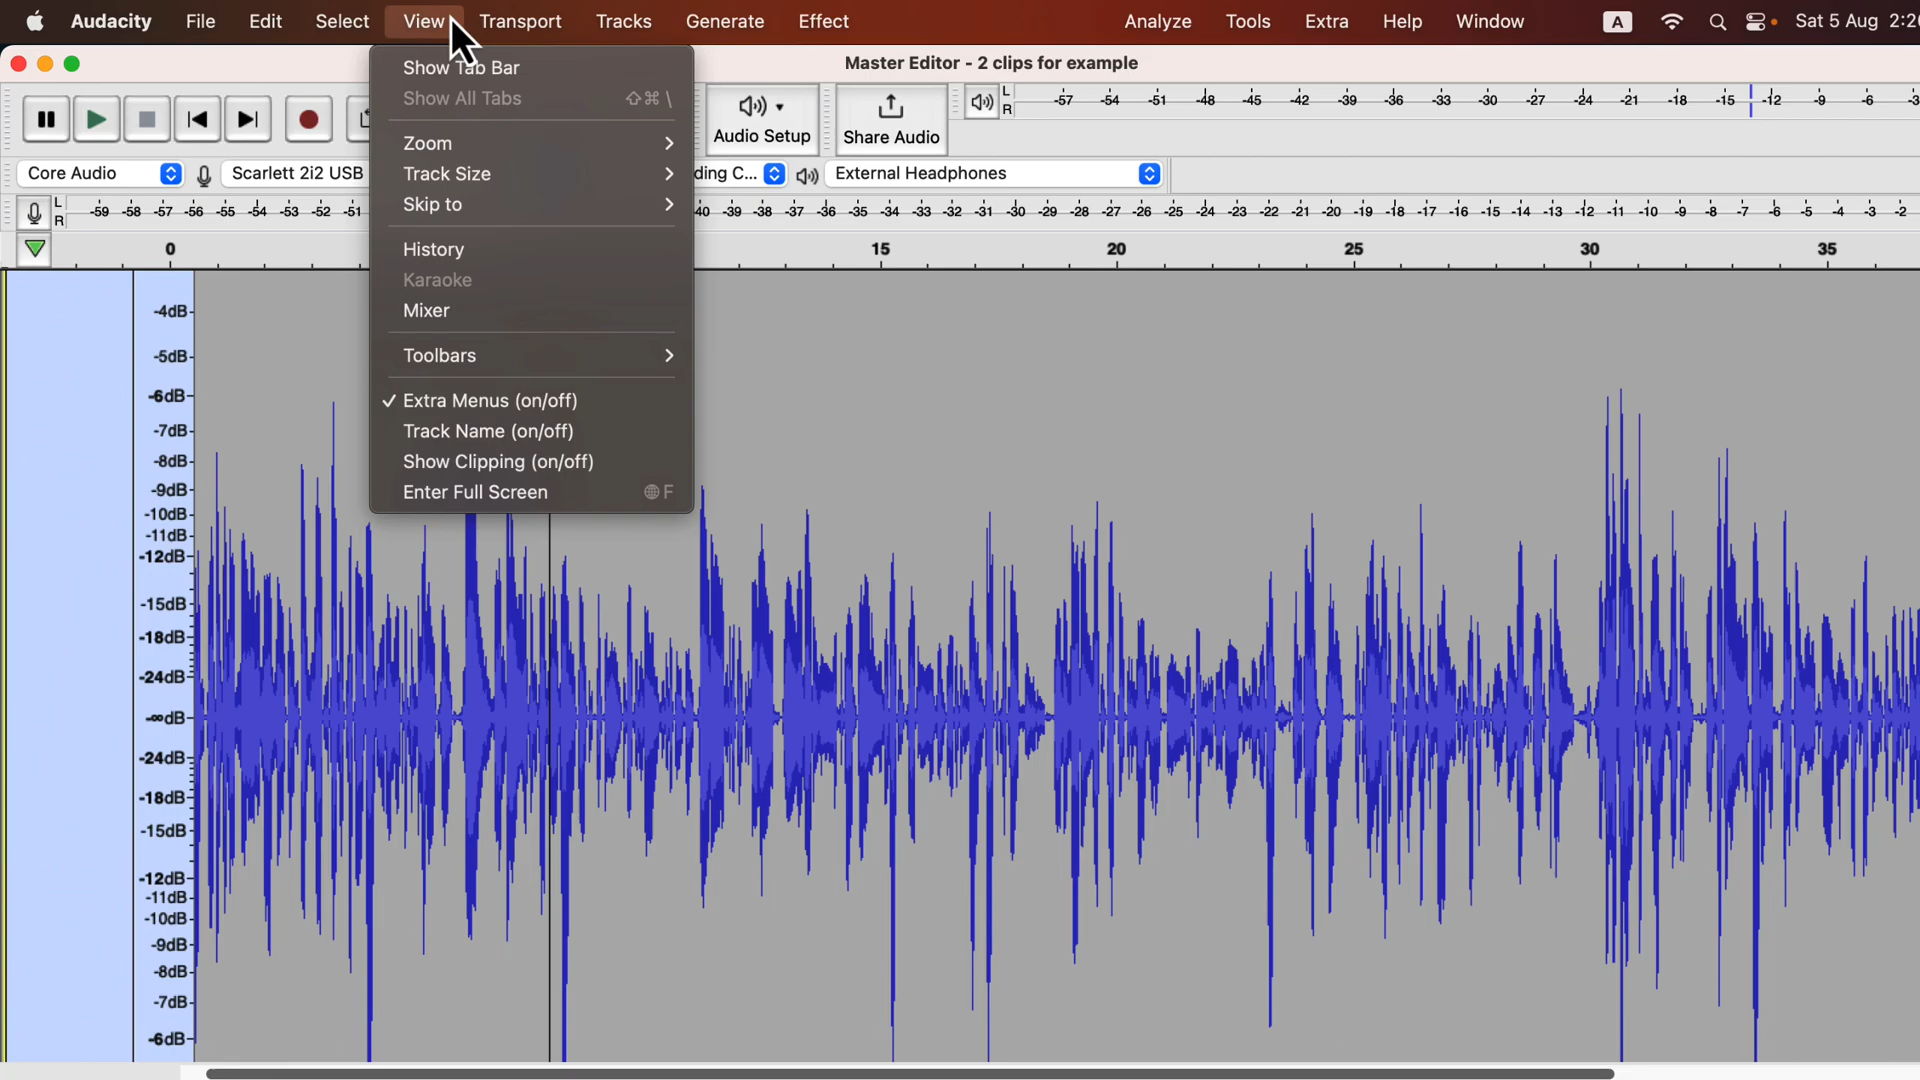 Audacity File Edit Select View Transport Tracks Generate Effect Analyze Tools Extra Help Window A Sat 5 Aug
Master Editor - 2 clips for example
Show Tab Bar
Show All Tabs ⇧⌘ \
Zoom
Track Size
Skip to
History
Karaoke
Mixer
Toolbars
✓ Extra Menus (on/off)
Track Name (on/off)
Show Clipping (on/off)
Enter Full Screen F
Audio Setup
Share Audio
L
R
-57 -54 -51 -48 -45 -42 -39 -36 -33 -30 -27 -24 -21 -18 -15 -12 -9 -6
Core Audio Scarlett 2i2 USB ding C... External Headphones
L
R
-59 -58 -57 -56 -55 -54 -53 -52 -51 -39 -38 -37 -36 -35 -34 -33 -32 -31 -30 -29 -28 -27 -26 -25 -24 -23 -22 -21 -20 -19 -18 -17 -16 -15 -14 -13 -12 -11 -10 -9 -8 -7 -6 -5 -4 -3 -2
0 15 20 25 30 35
-4dB
-5dB
-6dB
-7dB
-8dB
-9dB
-10dB
-11dB
-12dB
-15dB
-18dB
-24dB
-∞dB
-24dB
-18dB
-15dB
-12dB
-11dB
-10dB
-9dB
-8dB
-7dB
-6dB